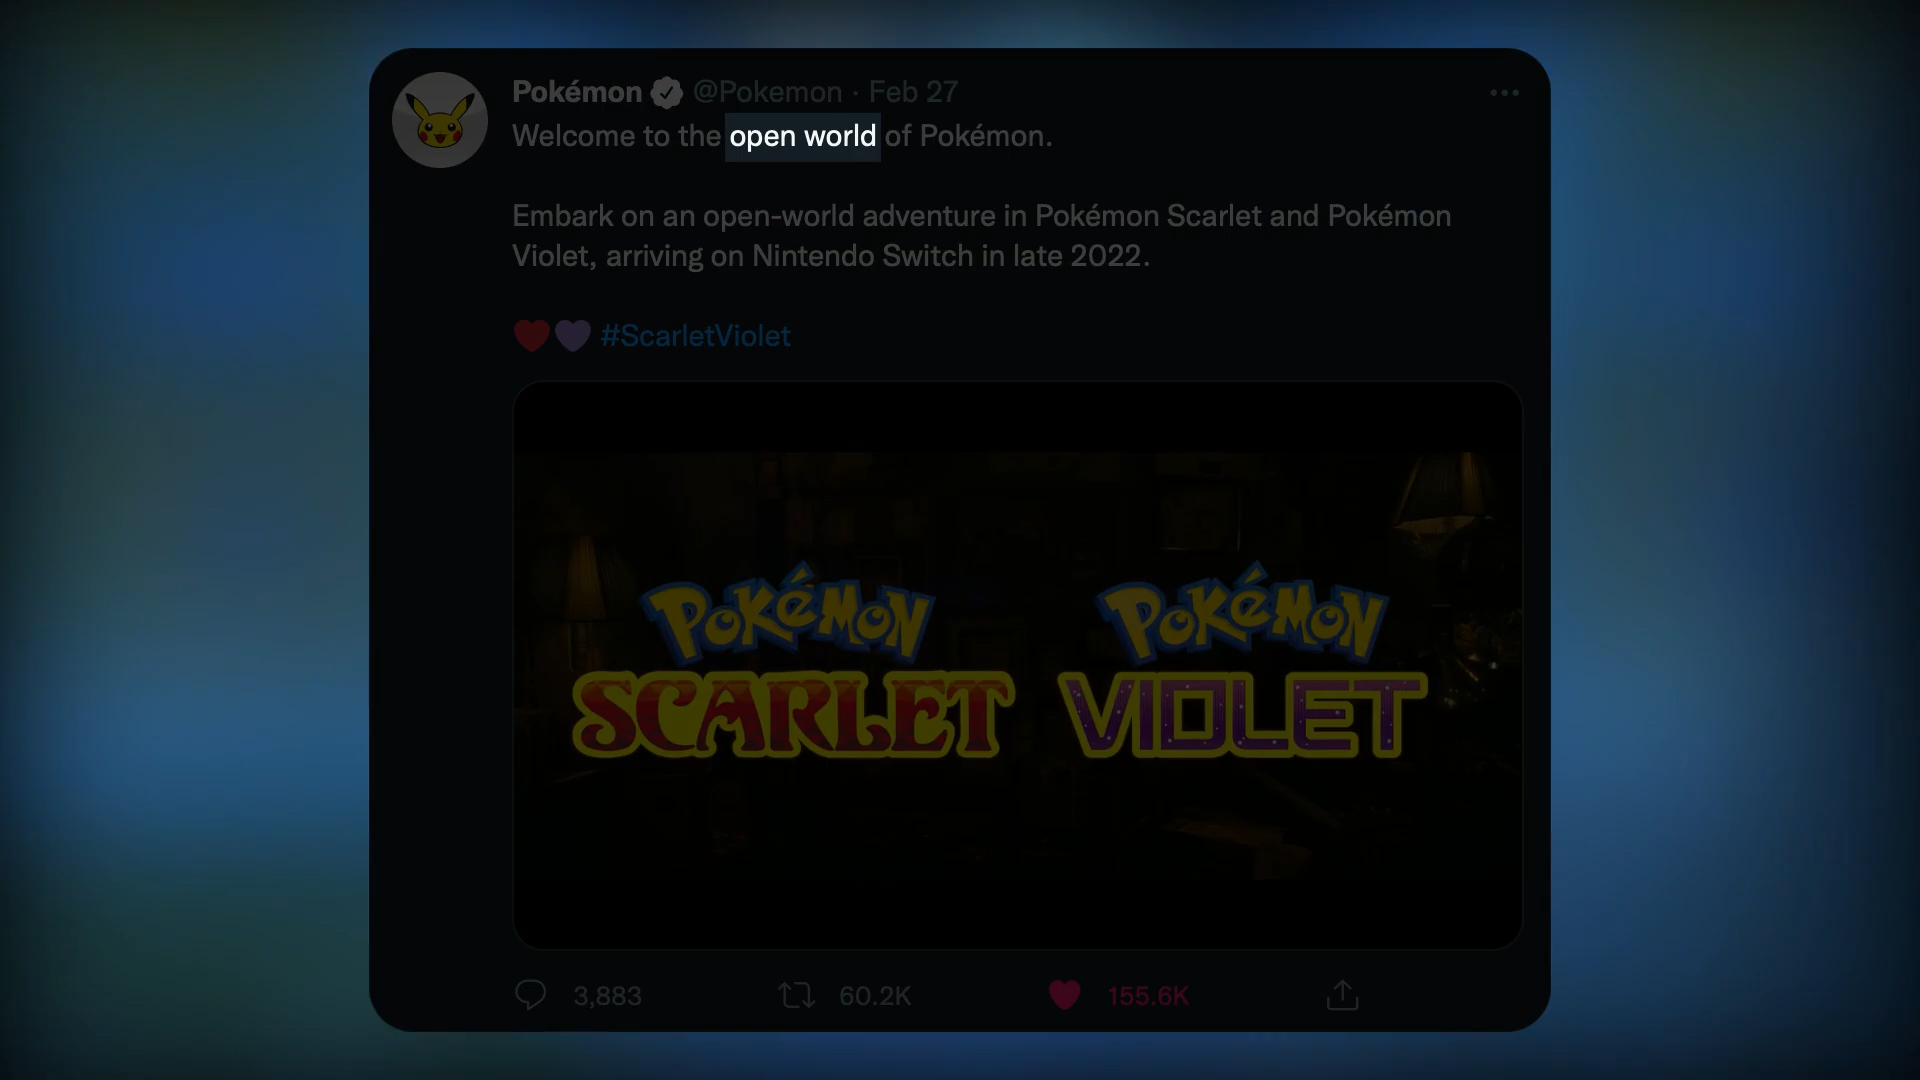 Pokémon @Pokemon · Feb 27
Welcome to the open world of Pokémon.
Embark on an open-world adventure in Pokémon Scarlet and Pokémon
Violet, arriving on Nintendo Switch in late 2022.
#ScarletViolet
POKéMON
SCARLET
POKéMON
VIOLET
3,883 60.2K 155.6K